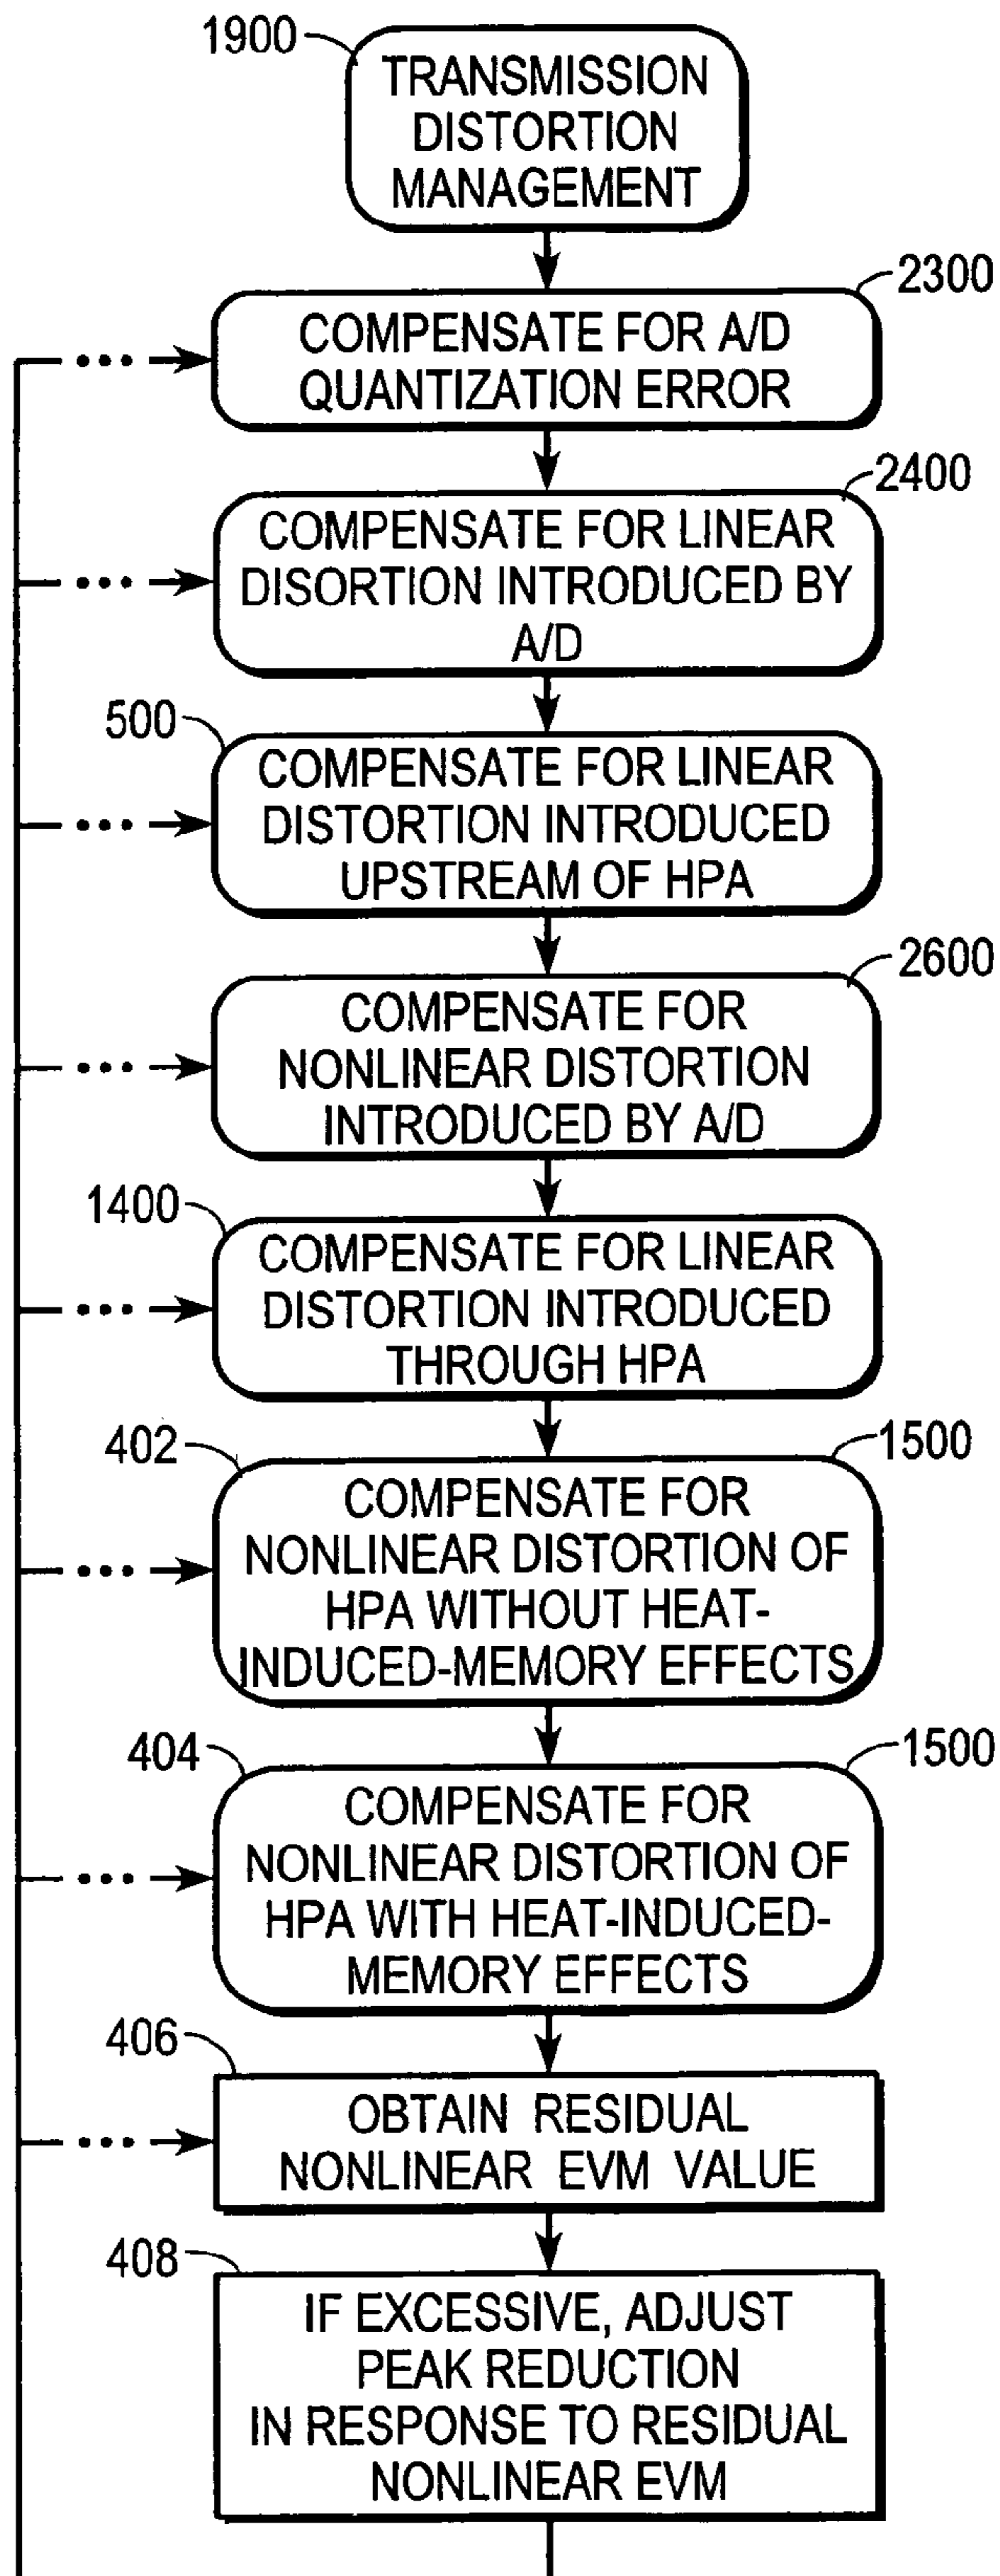 1900
TRANSMISSION
DISTORTION
MANAGEMENT
2300
COMPENSATE FOR A/D
QUANTIZATION ERROR
2400
COMPENSATE FOR LINEAR
DISORTION INTRODUCED BY
A/D
500
COMPENSATE FOR LINEAR
DISTORTION INTRODUCED
UPSTREAM OF HPA
2600
COMPENSATE FOR
NONLINEAR DISTORTION
INTRODUCED BY A/D
1400
COMPENSATE FOR LINEAR
DISTORTION INTRODUCED
THROUGH HPA
402
1500
COMPENSATE FOR
NONLINEAR DISTORTION OF
HPA WITHOUT HEAT-
INDUCED-MEMORY EFFECTS
404
1500
COMPENSATE FOR
NONLINEAR DISTORTION OF
HPA WITH HEAT-INDUCED-
MEMORY EFFECTS
406
OBTAIN RESIDUAL
NONLINEAR EVM VALUE
408
IF EXCESSIVE, ADJUST
PEAK REDUCTION
IN RESPONSE TO RESIDUAL
NONLINEAR EVM